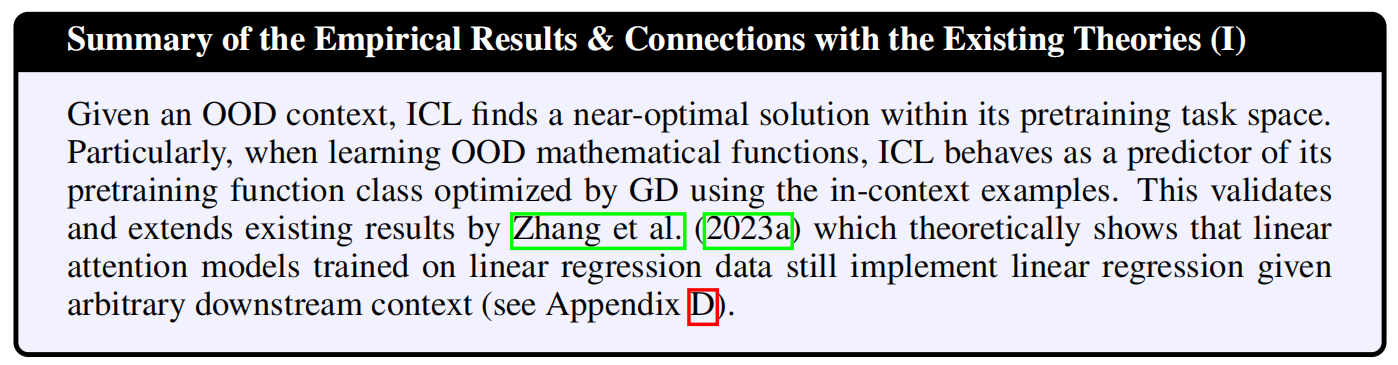 Summary of the Empirical Results & Connections with the Existing Theories (I)
Given an OOD context, ICL finds a near-optimal solution within its pretraining task space.
Particularly, when learning OOD mathematical functions, ICL behaves as a predictor of its
pretraining function class optimized by GD using the in-context examples. This validates
and extends existing results by Zhang et al. (2023a) which theoretically shows that linear
attention models trained on linear regression data still implement linear regression given
arbitrary downstream context (see Appendix D).